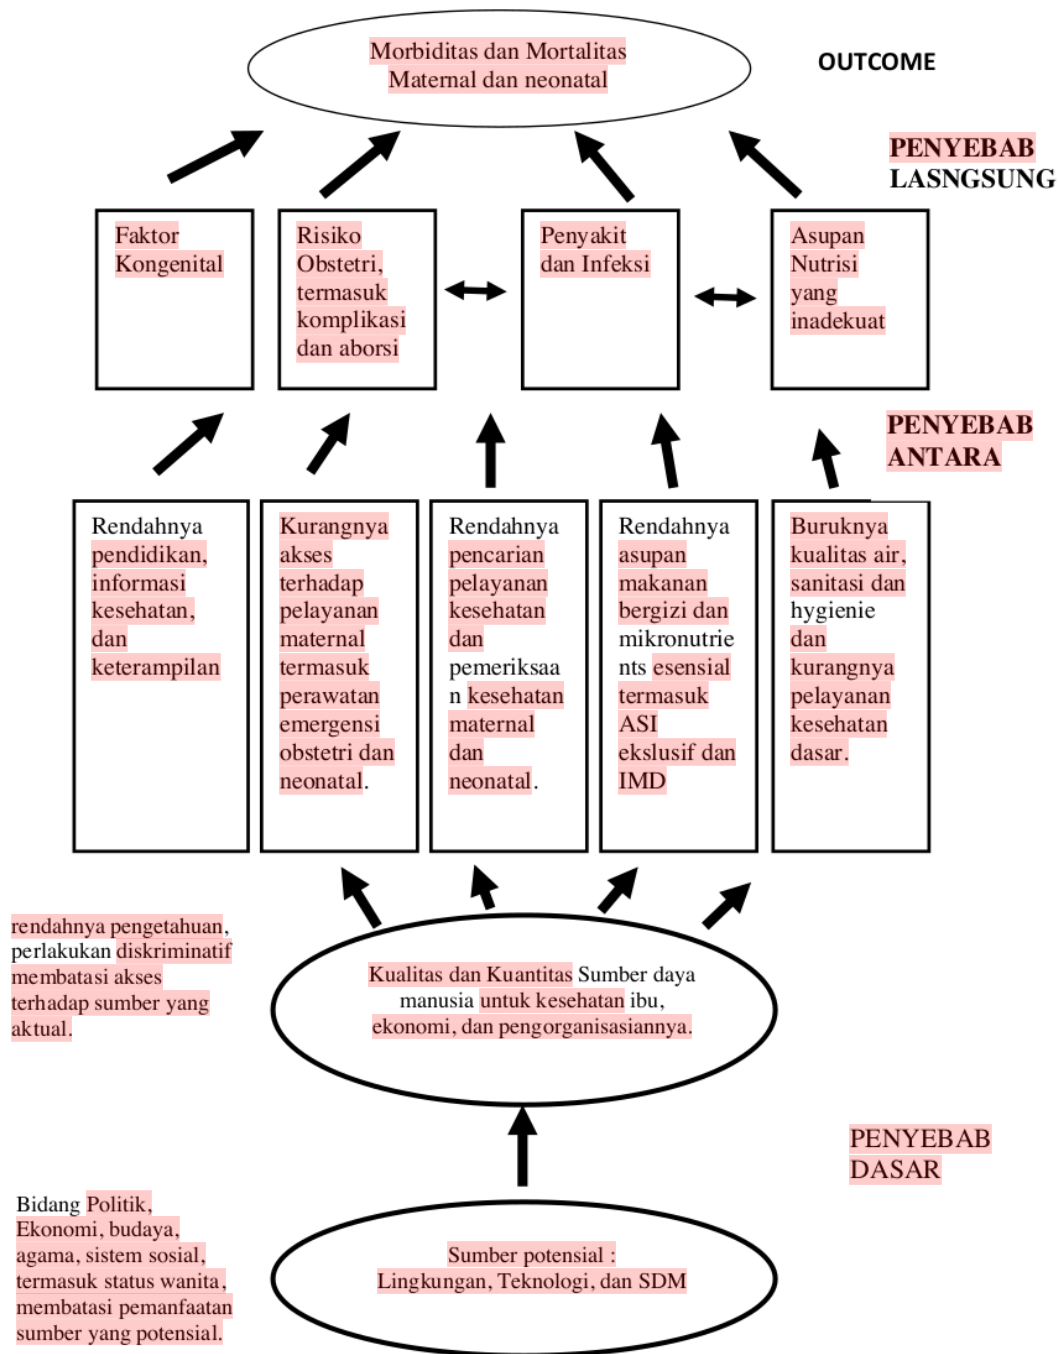 Morbiditas dan Mortalitas
Maternal dan neonatal
OUTCOME
PENYEBAB
LASNGSUNG
Faktor
Kongenital
Risiko
Obstetri,
termasuk
komplikasi
dan aborsi
Penyakit
dan Infeksi
Asupan
Nutrisi
yang
inadekuat
PENYEBAB
ANTARA
Rendahnya
pendidikan,
informasi
kesehatan,
dan
keterampilan
Kurangnya
akses
terhadap
pelayanan
maternal
termasuk
perawatan
emergensi
obstetri dan
neonatal.
Rendahnya
pencarian
pelayanan
kesehatan
dan
pemeriksaa
n kesehatan
maternal
dan
neonatal.
Rendahnya
asupan
makanan
bergizi dan
mikronutrie
nts esensial
termasuk
ASI
ekslusif dan
IMD
Buruknya
kualitas air,
sanitasi dan
hygienie
dan
kurangnya
pelayanan
kesehatan
dasar.
rendahnya pengetahuan,
perlakukan diskriminatif
membatasi akses
terhadap sumber yang
aktual.
Kualitas dan Kuantitas Sumber daya
manusia untuk kesehatan ibu,
ekonomi, dan pengorganisasiannya.
PENYEBAB
DASAR
Bidang Politik,
Ekonomi, budaya,
agama, sistem sosial,
termasuk status wanita,
membatasi pemanfaatan
sumber yang potensial.
Sumber potensial :
Lingkungan, Teknologi, dan SDM